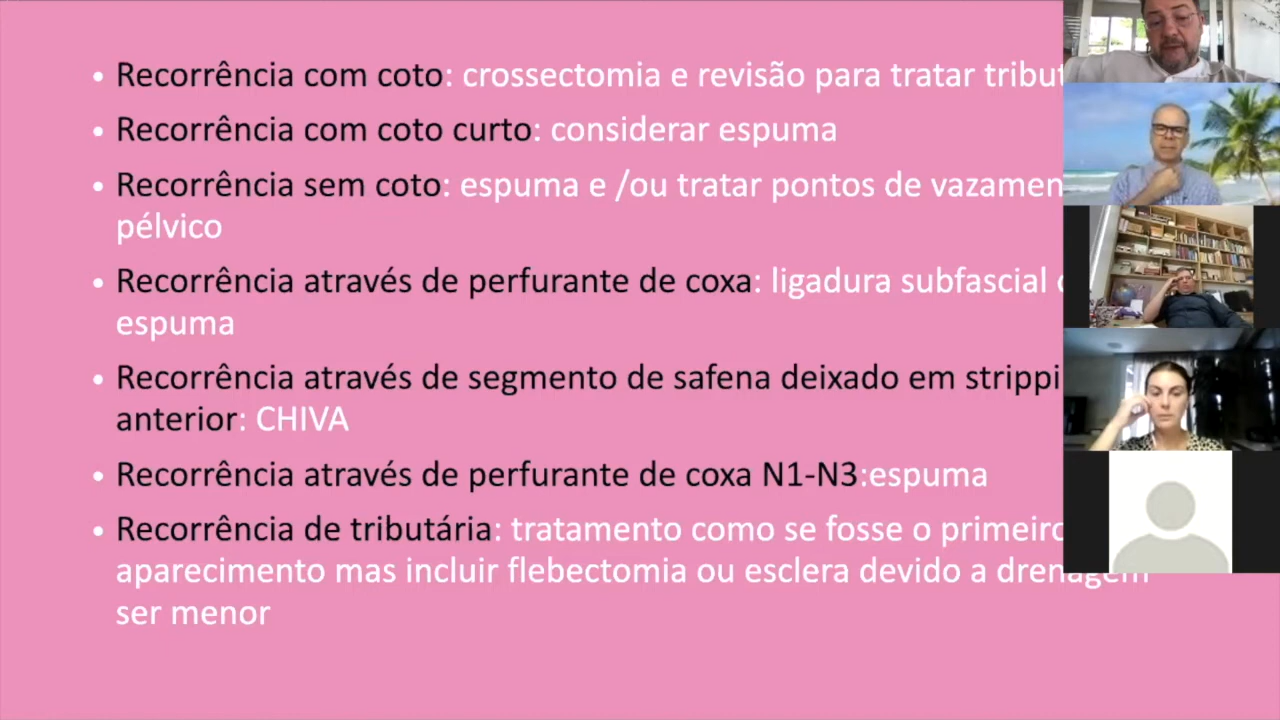 • Recorrência com coto: crossectomia e revisão para tratar
• Recorrência com coto curto: considerar espuma
• Recorrência sem coto: espuma e /ou tratar pontos de
pélvico
• Recorrência através de perfurante de coxa: ligadura subfascial
espuma
• Recorrência através de segmento de safena deixado em
anterior: CHIVA
• Recorrência através de perfurante de coxa N1-N3:espuma
• Recorrência de tributária: tratamento como se fosse o primeiro
aparecimento mas incluir flebectomia ou esclera devido a drenagem
ser menor